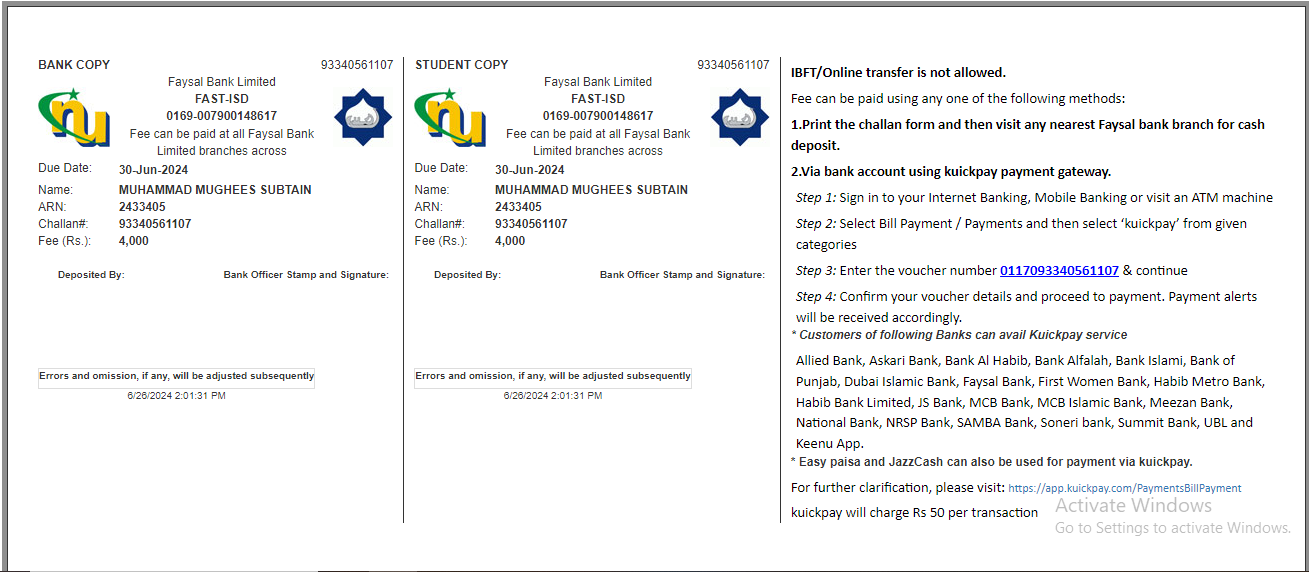 BANK COPY 93340561107
Faysal Bank Limited
FAST-ISD
0169-007900148617
Fee can be paid at all Faysal Bank
Limited branches across
nu
Due Date: 30-Jun-2024
Name: MUHAMMAD MUGHEES SUBTAIN
ARN: 2433405
Challan#: 93340561107
Fee (Rs.): 4,000
Deposited By: Bank Officer Stamp and Signature:
Errors and omission, if any, will be adjusted subsequently
6/26/2024 2:01:31 PM
STUDENT COPY 93340561107
Faysal Bank Limited
FAST-ISD
0169-007900148617
Fee can be paid at all Faysal Bank
Limited branches across
nu
Due Date: 30-Jun-2024
Name: MUHAMMAD MUGHEES SUBTAIN
ARN: 2433405
Challan#: 93340561107
Fee (Rs.): 4,000
Deposited By: Bank Officer Stamp and Signature:
Errors and omission, if any, will be adjusted subsequently
6/26/2024 2:01:31 PM
IBFT/Online transfer is not allowed.
Fee can be paid using any one of the following methods:
1.Print the challan form and then visit any nearest Faysal bank branch for cash
deposit.
2.Via bank account using kuickpay payment gateway.
Step 1: Sign in to your Internet Banking, Mobile Banking or visit an ATM machine
Step 2: Select Bill Payment / Payments and then select ‘kuickpay’ from given
categories
Step 3: Enter the voucher number 0117093340561107 & continue
Step 4: Confirm your voucher details and proceed to payment. Payment alerts
will be received accordingly.
* Customers of following Banks can avail Kuickpay service
Allied Bank, Askari Bank, Bank Al Habib, Bank Alfalah, Bank Islami, Bank of
Punjab, Dubai Islamic Bank, Faysal Bank, First Women Bank, Habib Metro Bank,
Habib Bank Limited, JS Bank, MCB Bank, MCB Islamic Bank, Meezan Bank,
National Bank, NRSP Bank, SAMBA Bank, Soneri bank, Summit Bank, UBL and
Keenu App.
* Easy paisa and JazzCash can also be used for payment via kuickpay.
For further clarification, please visit: https://app.kuickpay.com/PaymentsBillPayment
kuickpay will charge Rs 50 per transaction
Activate Windows
Go to Settings to activate Windows.